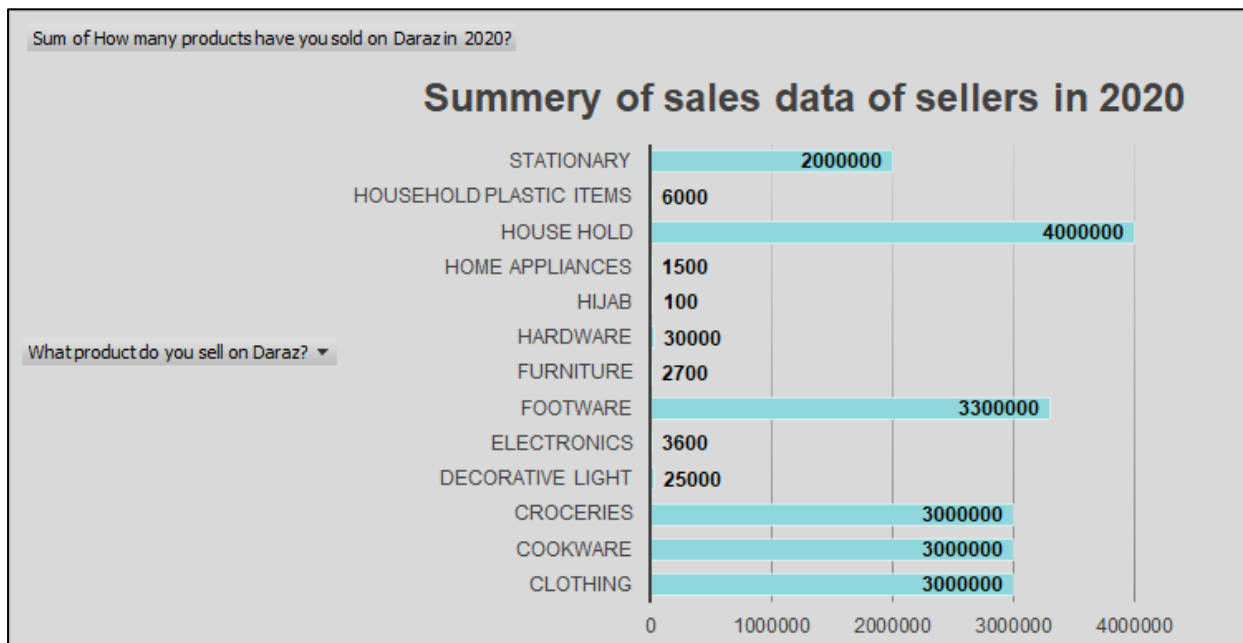 Sum of How many products have you sold on Daraz in 2020?
Summery of sales data of sellers in 2020
STATIONARY 2000000
HOUSEHOLD PLASTIC ITEMS 6000
HOUSE HOLD 4000000
HOME APPLIANCES 1500
HIJAB 100
HARDWARE 30000
What product do you sell on Daraz?
FURNITURE 2700
FOOTWARE 3300000
ELECTRONICS 3600
DECORATIVE LIGHT 25000
CROCERIES 3000000
COOKWARE 3000000
CLOTHING 3000000
0 1000000 2000000 3000000 4000000